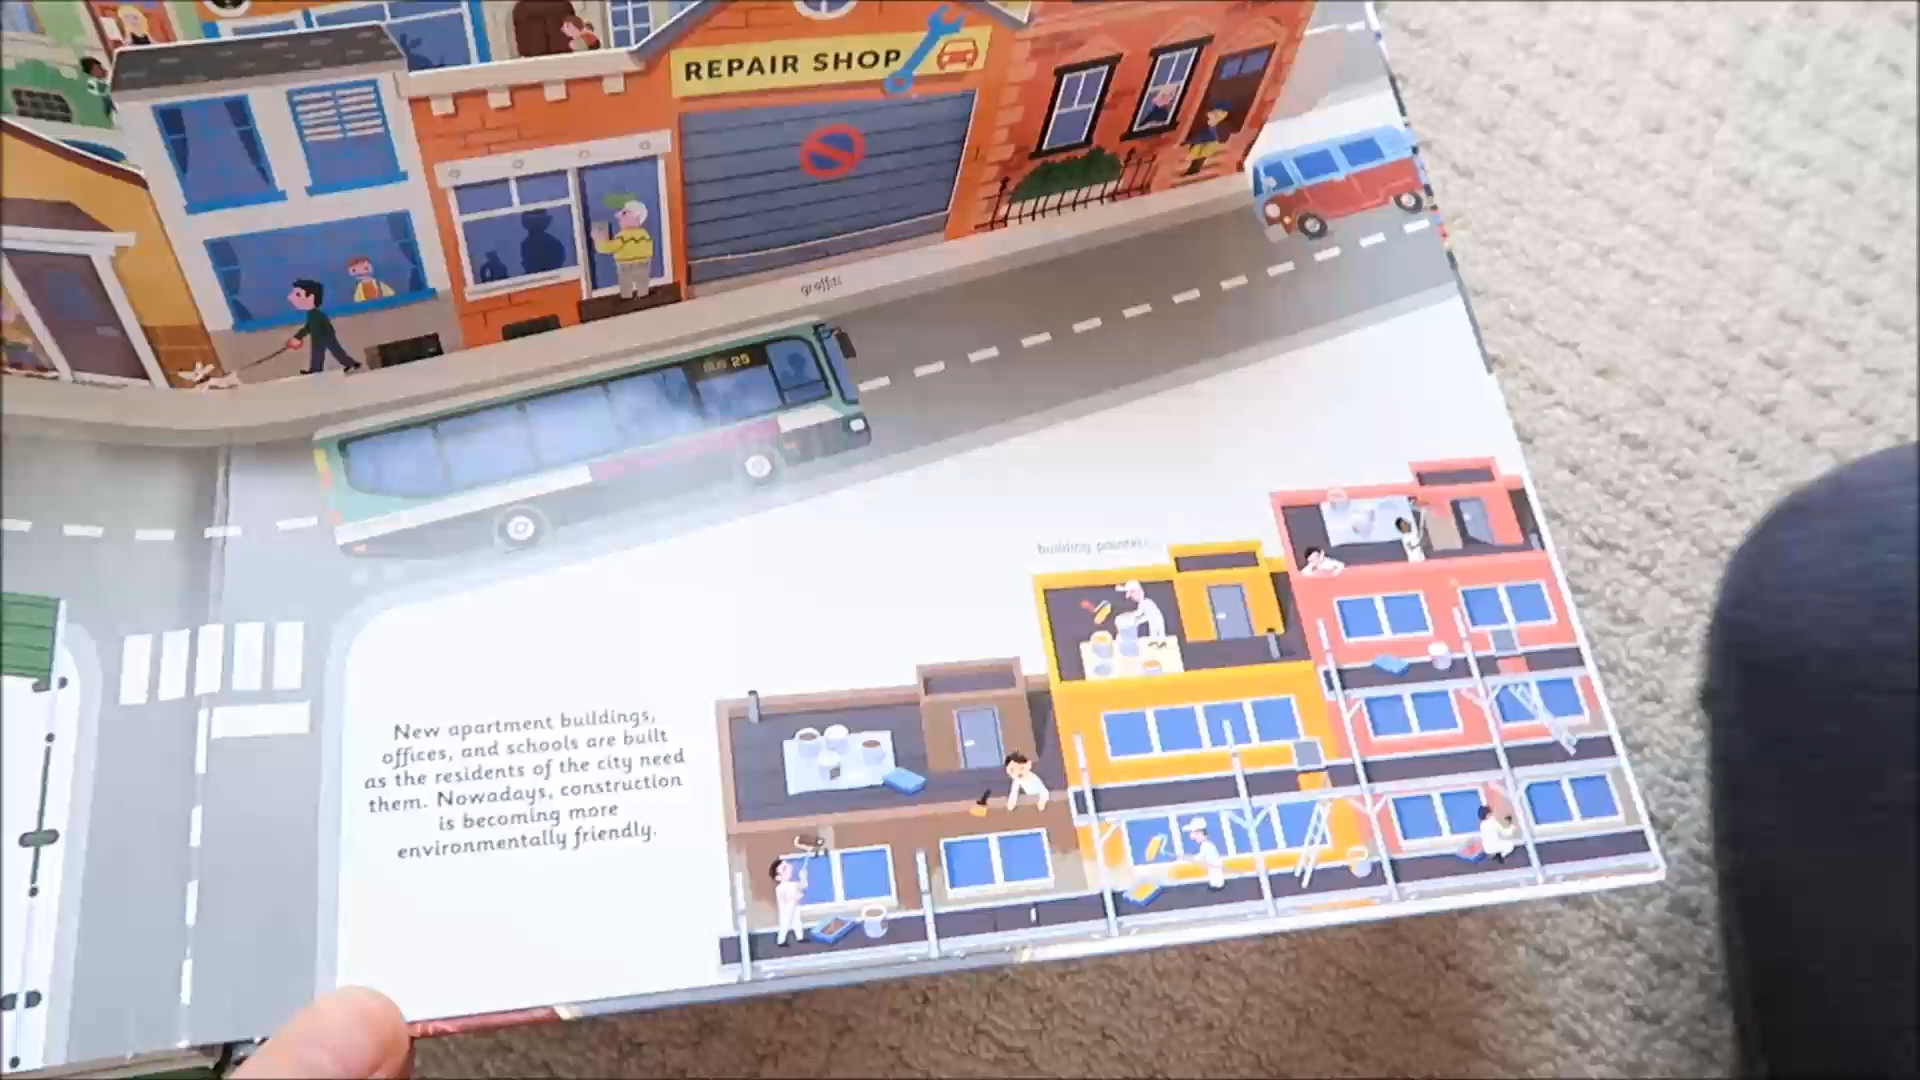 REPAIR SHOP
graffiti
BUS 25
building painters
New apartment buildings,
offices, and schools are built
as the residents of the city need
them. Nowadays, construction
is becoming more
environmentally friendly.